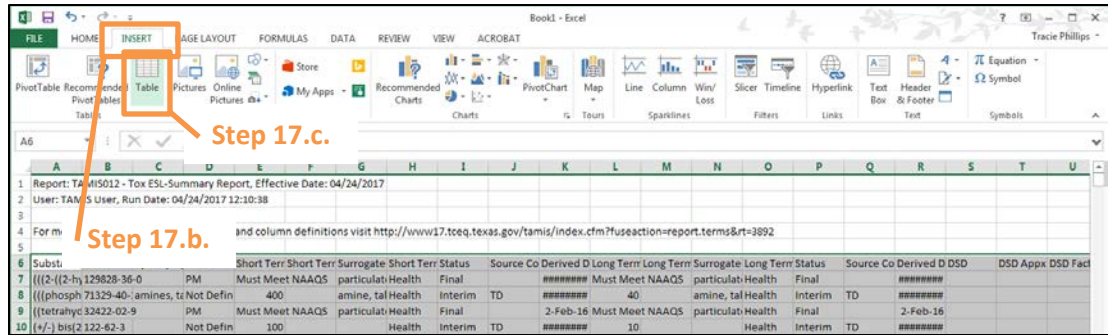 Book1 - Excel
FILE HOME INSERT PAGE LAYOUT FORMULAS DATA REVIEW VIEW ACROBAT Tracie Phillips
PivotTable Recommended PivotTables Table Pictures Online Pictures Store My Apps Recommended Charts PivotChart Map Line Column Win/Loss Slicer Timeline Hyperlink Text Box Header & Footer Equation Symbol
Tables Charts Tours Sparklines Filters Links Text Symbols
Step 17.c.
A6
A B C D E F G H I J K L M N O P Q R S T U
1 Report: TAMIS012 - Tox ESL-Summary Report, Effective Date: 04/24/2017
2 User: TAMIS User, Run Date: 04/24/2017 12:10:38
3
4 For and column definitions visit http://www17.tceq.texas.gov/tamis/index.cfm?fuseaction=report.terms&rt=3892
Step 17.b.
5
6 Substa Short Terr Short Terr Surrogate Short Terr Status Source Co Derived D Long Term Long Term Surrogate Long Term Status Source Co Derived D DSD DSD Appx DSD Fact
7 (((2-((2-hy 129828-36-0 PM Must Meet NAAQS particulat Health Final ######## Must Meet NAAQS particulat Health Final ########
8 (((phosph 71329-40- amines, ta Not Defin 400 amine, tal Health Interim TD ######## 40 amine, tal Health Interim TD ########
9 ((tetrahyd 32422-02-9 PM Must Meet NAAQS particulat Health Final 2-Feb-16 Must Meet NAAQS particulat Health Final 2-Feb-16
10 (+/-) bis(2 122-62-3 Not Defin 100 Health Interim TD ######## 10 Health Interim TD ########